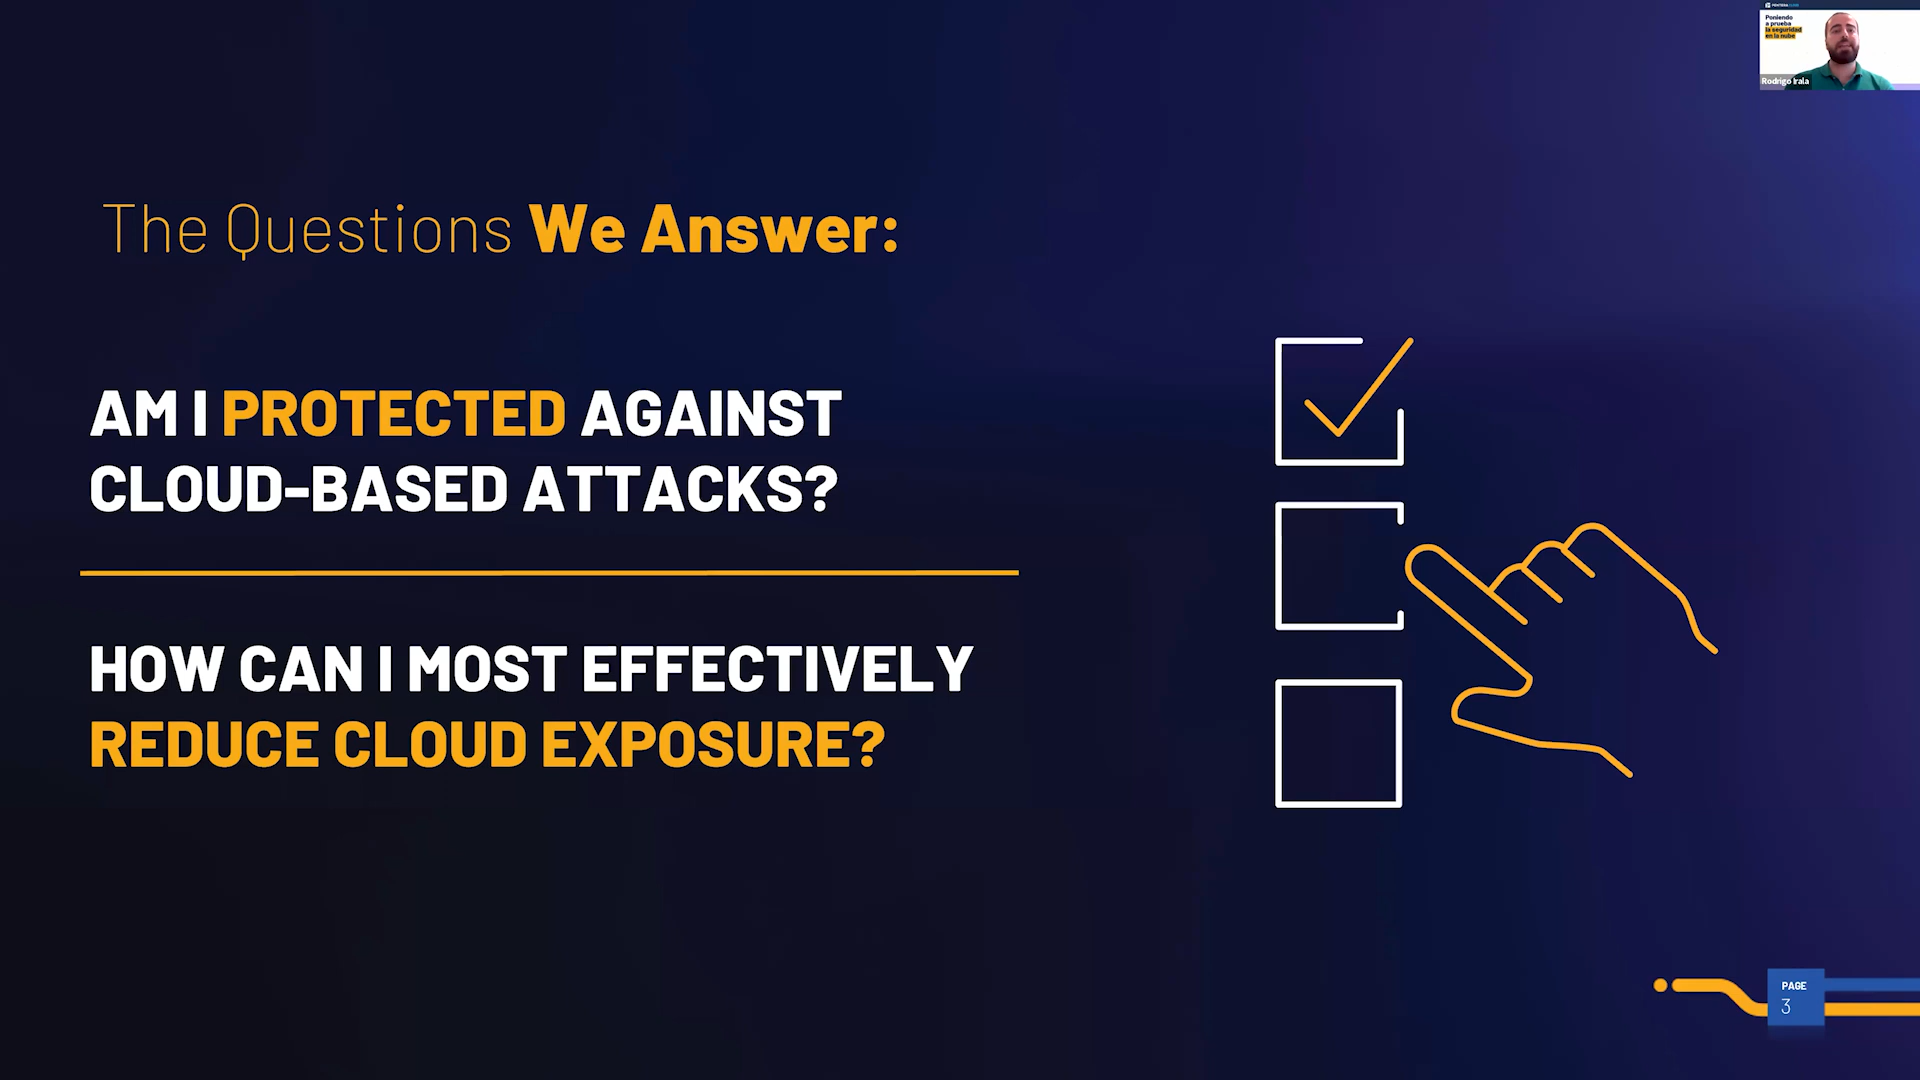 Poniendo
a prueba
la seguridad
en la nube
Rodrigo Irala
The Questions We Answer:
AM I PROTECTED AGAINST
CLOUD-BASED ATTACKS?
HOW CAN I MOST EFFECTIVELY
REDUCE CLOUD EXPOSURE?
PAGE
3